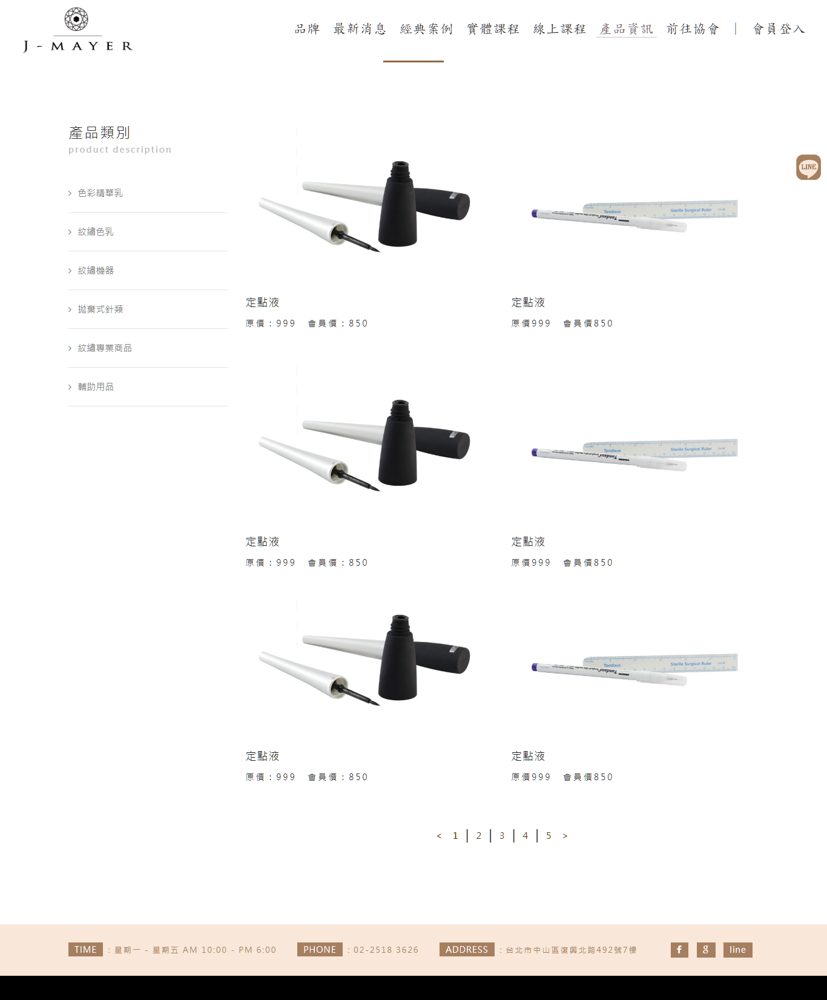 J - MAYER
品牌 最新消息 經典案例 實體課程 線上課程 產品資訊 前往協會 | 會員登入
產品類別
product description
LINE
> 色彩精華乳
> 紋繡色乳
> 紋繡機器
> 拋棄式針類
> 紋繡專業商品
> 輔助用品
Tondaus
Sterile Surgical Ruler
Tondaus
定點液
原價：999 會員價：850
定點液
原價999 會員價850
Tondaus
Sterile Surgical Ruler
Tondaus
定點液
原價：999 會員價：850
定點液
原價999 會員價850
Tondaus
Sterile Surgical Ruler
Tondaus
定點液
原價：999 會員價：850
定點液
原價999 會員價850
< 1 | 2 | 3 | 4 | 5 >
TIME : 星期一 - 星期五 AM 10:00 - PM 6:00 PHONE : 02-2518 3626 ADDRESS : 台北市中山區復興北路492號7樓 f g line